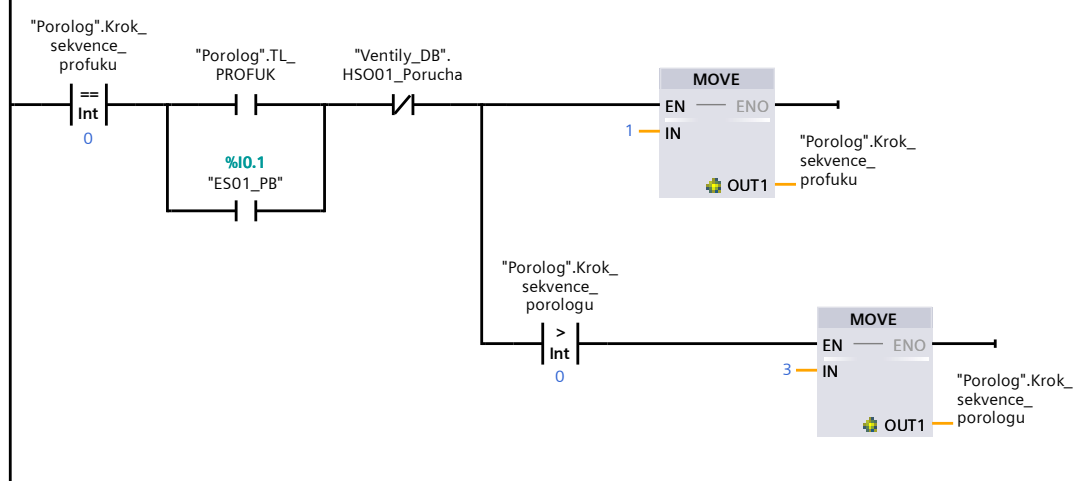 "Porolog".Krok_
sekvence_
profuku
==
Int
0
"Porolog".TL_
PROFUK
%I0.1
"ES01_PB"
"Ventily_DB".
HSO01_Porucha
MOVE
EN
ENO
1
IN
OUT1
"Porolog".Krok_
sekvence_
profuku
"Porolog".Krok_
sekvence_
porologu
>
Int
0
MOVE
EN
ENO
3
IN
OUT1
"Porolog".Krok_
sekvence_
porologu